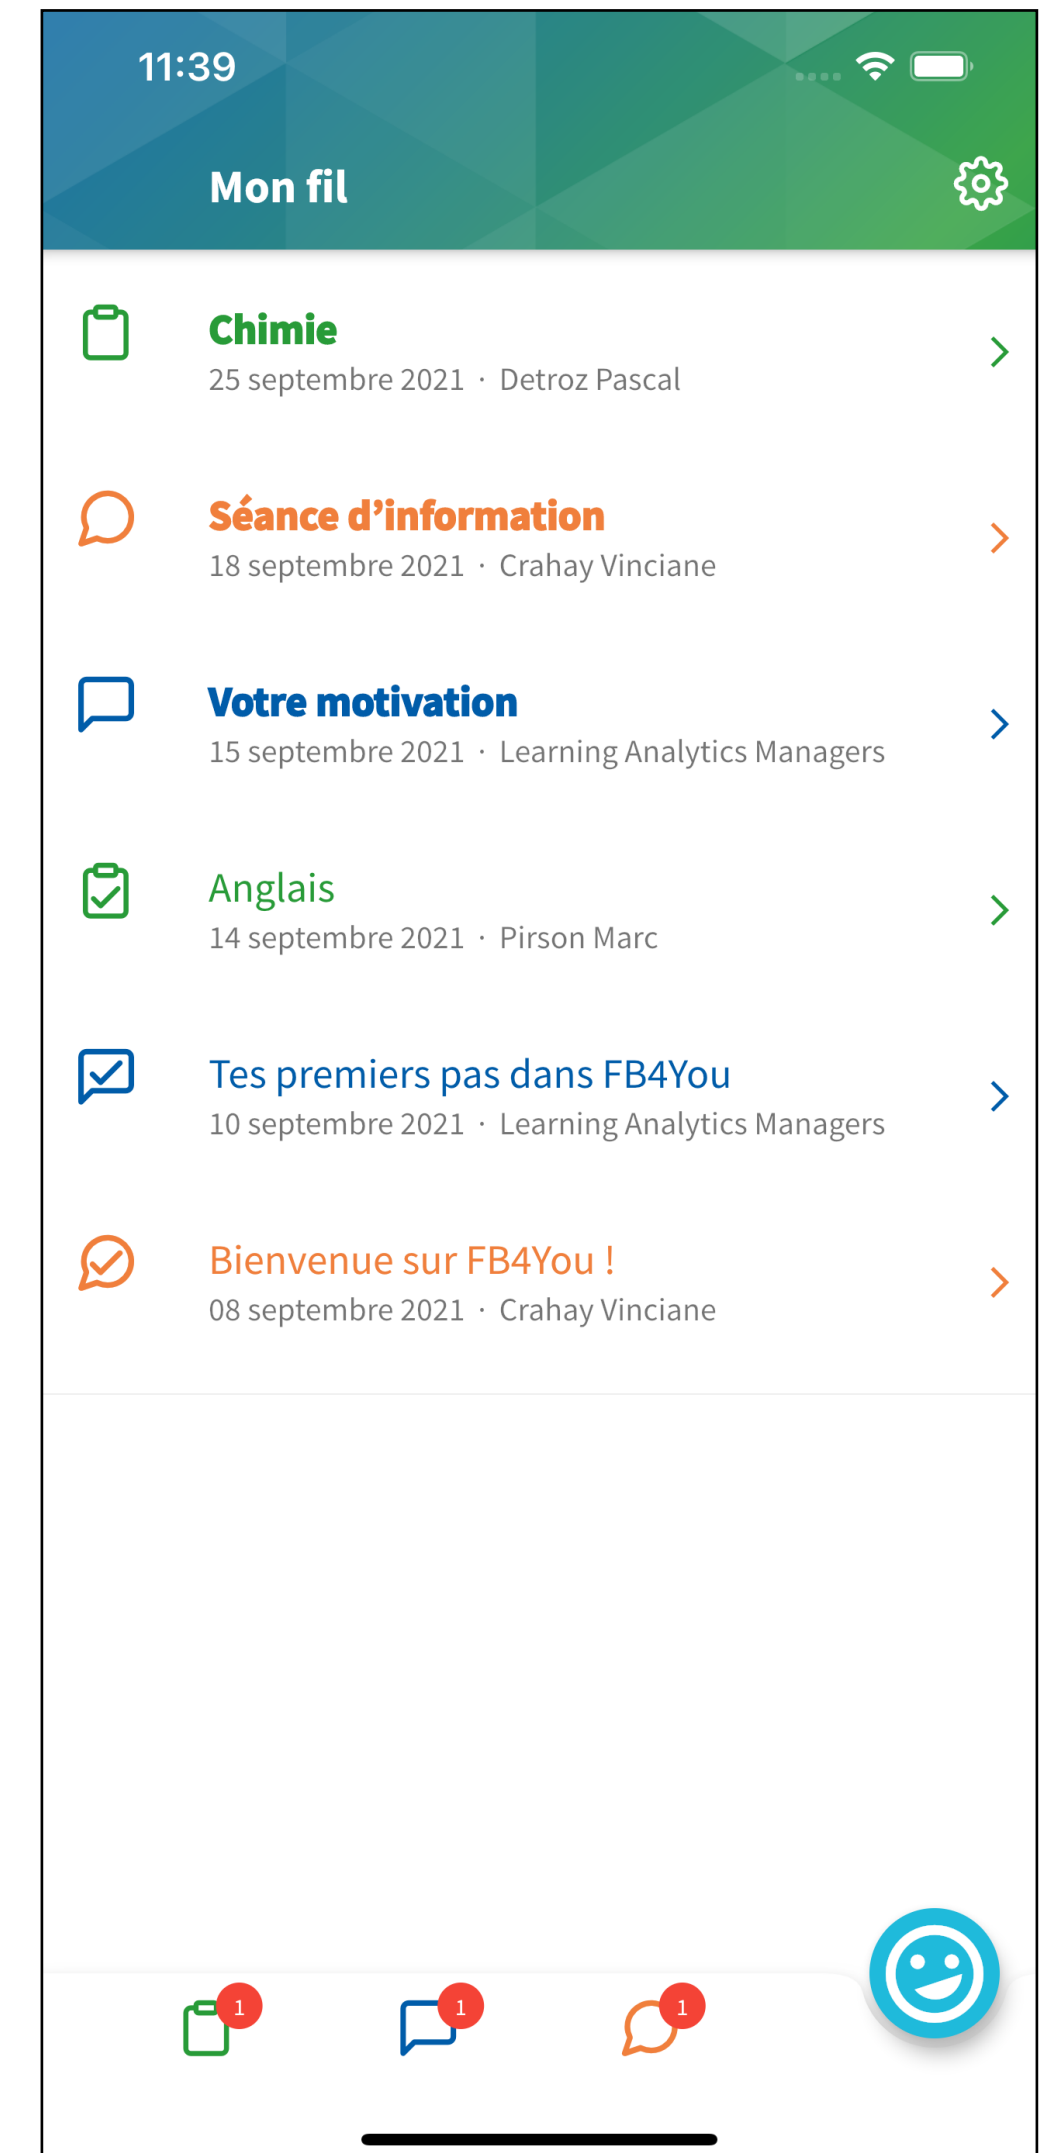 11:39
Mon fil
Chimie
25 septembre 2021 · Detroz Pascal
Séance d’information
18 septembre 2021 · Crahay Vinciane
Votre motivation
15 septembre 2021 · Learning Analytics Managers
Anglais
14 septembre 2021 · Pirson Marc
Tes premiers pas dans FB4You
10 septembre 2021 · Learning Analytics Managers
Bienvenue sur FB4You !
08 septembre 2021 · Crahay Vinciane
1 1 1